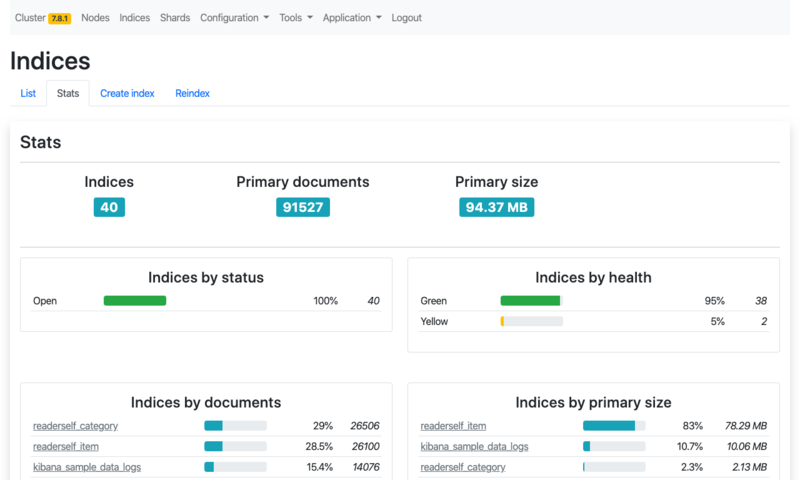 Cluster 7.8.1 Nodes Indices Shards Configuration Tools Application Logout
Indices
List Stats Create index Reindex
Stats
Indices Primary documents Primary size
40 91527 94.37 MB
Indices by status
Open 100% 40
Indices by health
Green 95% 38
Yellow 5% 2
Indices by documents
readerself_category 29% 26506
readerself_item 28.5% 26100
kibana_sample_data_logs 15.4% 14076
Indices by primary size
readerself_item 83% 78.29 MB
kibana_sample_data_logs 10.7% 10.06 MB
readerself_category 2.3% 2.13 MB